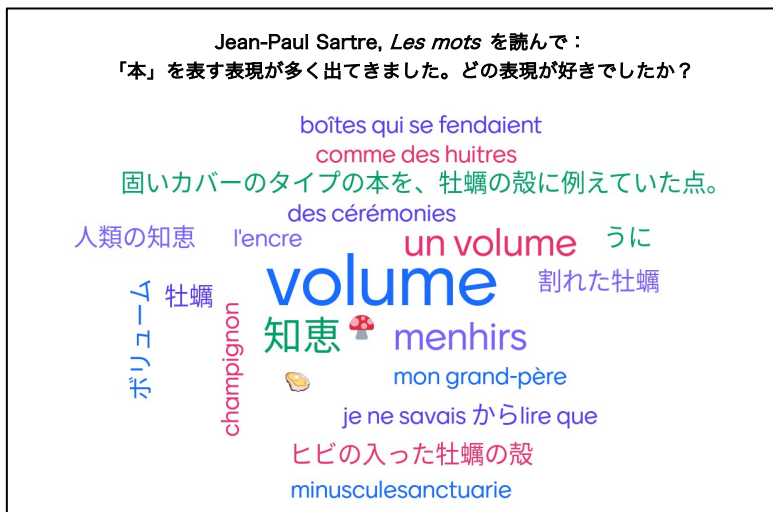 Jean-Paul Sartre, Les mots を読んで：
「本」を表す表現が多く出てきました。どの表現が好きでしたか？
boîtes qui se fendaient
comme des huitres
固いカバーのタイプの本を、牡蠣の殻に例えていた点。
des cérémonies
人類の知恵
l'encre
un volume
うに
volume
割れた牡蠣
ボリューム
牡蠣
champignon
知恵
menhirs
mon grand-père
je ne savais からlire que
ヒビの入った牡蠣の殻
minusculesanctuarie